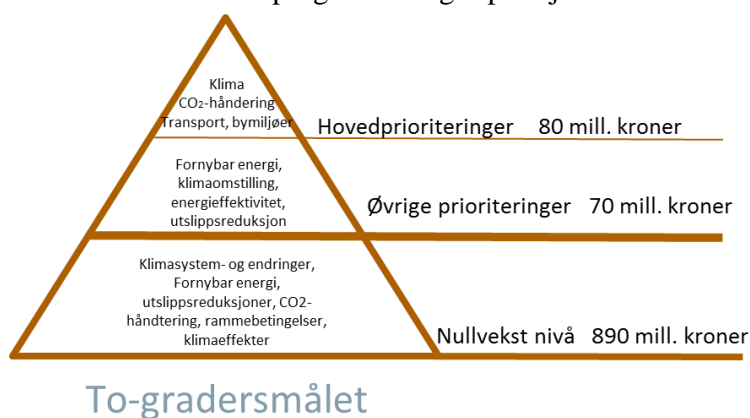 Klima
CO₂-håndering
Transport, bymiljøer
Hovedprioriteringer 80 mill. kroner
Fornybar energi,
klimaomstilling,
energieffektivitet,
utslippsreduksjon
Øvrige prioriteringer 70 mill. kroner
Klimasystem- og endringer,
Fornybar energi,
utslippsreduksjoner, CO2-
håndtering, rammebetingelser,
klimaeffekter
Nullvekst nivå 890 mill. kroner
To-gradersmålet